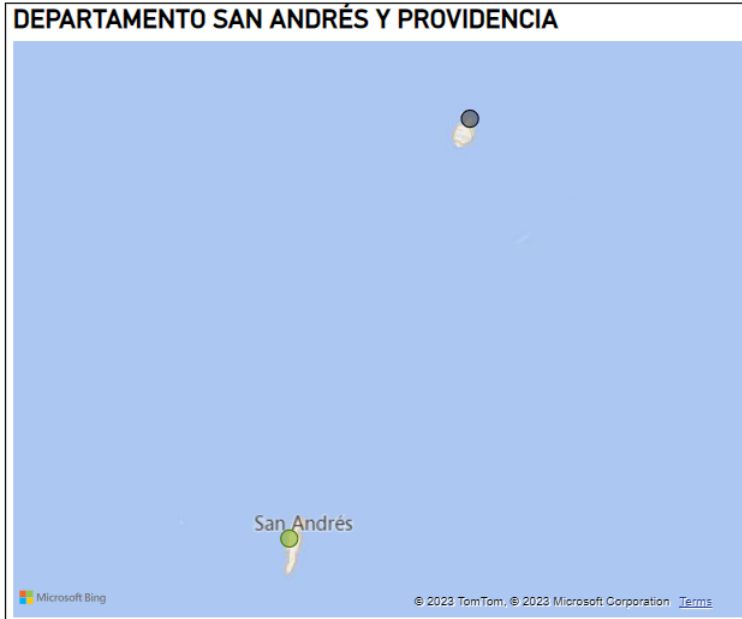 DEPARTAMENTO SAN ANDRÉS Y PROVIDENCIA
San Andrés
Microsoft Bing
© 2023 TomTom, © 2023 Microsoft Corporation Terms